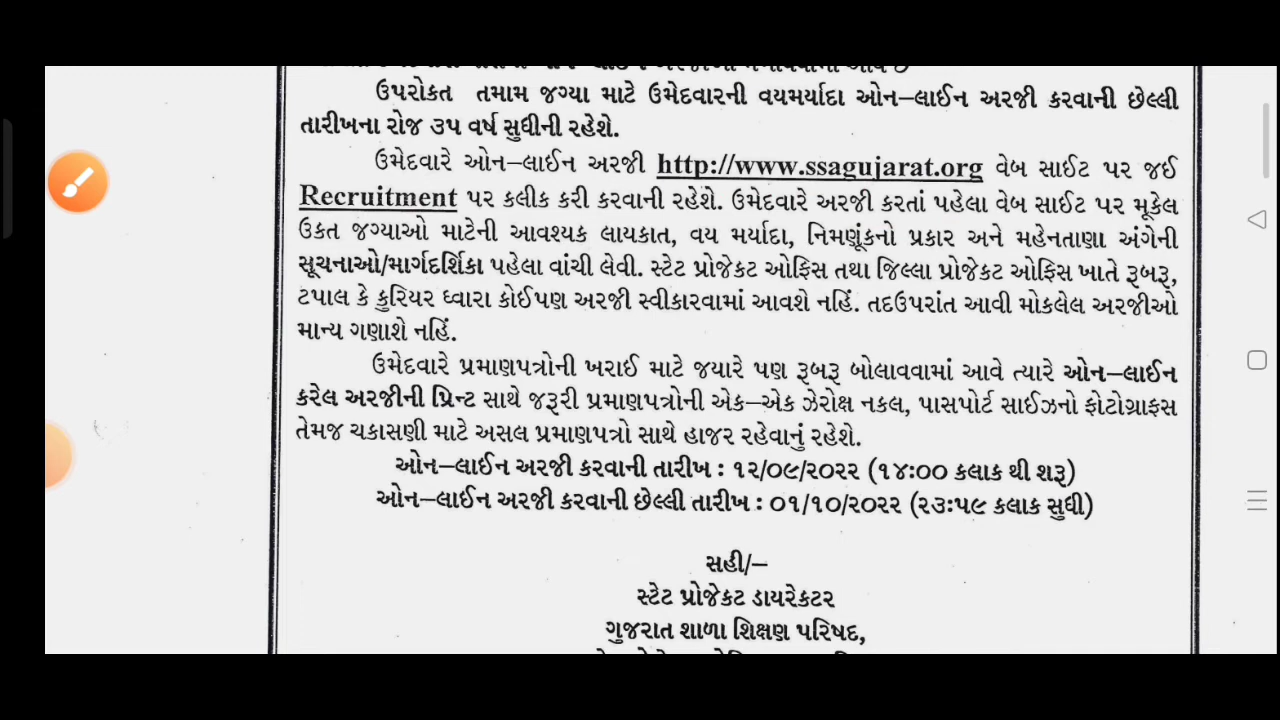 ઉપરોકત તમામ જગ્યા માટે ઉમેદવારની વયમર્યાદા ઓન–લાઈન અરજી કરવાની છેલ્લી
તારીખના રોજ ૩૫ વર્ષ સુધીની રહેશે.
ઉમેદવારે ઓન–લાઈન અરજી http://www.ssagujarat.org વેબ સાઈટ પર જઈ
Recruitment પર કલીક કરી કરવાની રહેશે. ઉમેદવારે અરજી કરતાં પહેલા વેબ સાઈટ પર મૂકેલ
ઉકત જગ્યાઓ માટેની આવશ્યક લાયકાત, વય મર્યાદા, નિમણૂંકનો પ્રકાર અને મહેનતાણા અંગેની
સૂચનાઓ/માર્ગદર્શિકા પહેલા વાંચી લેવી. સ્ટેટ પ્રોજેકટ ઓફિસ તથા જિલ્લા પ્રોજેકટ ઓફિસ ખાતે રૂબરૂ,
ટપાલ કે કુરિયર ધ્વારા કોઈપણ અરજી સ્વીકારવામાં આવશે નહિં. તદઉપરાંત આવી મોકલેલ અરજીઓ
માન્ય ગણાશે નહિં.
ઉમેદવારે પ્રમાણપત્રોની ખરાઈ માટે જયારે પણ રૂબરૂ બોલાવવામાં આવે ત્યારે ઓન–લાઈન
કરેલ અરજીની પ્રિન્ટ સાથે જરૂરી પ્રમાણપત્રોની એક–એક ઝેરોક્ષ નકલ, પાસપોર્ટ સાઈઝનો ફોટોગ્રાફસ
તેમજ ચકાસણી માટે અસલ પ્રમાણપત્રો સાથે હાજર રહેવાનું રહેશે.
ઓન–લાઈન અરજી કરવાની તારીખ : ૧૨/૦૯/૨૦૨૨ (૧૪:૦૦ કલાક થી શરૂ)
ઓન–લાઈન અરજી કરવાની છેલ્લી તારીખ : ૦૧/૧૦/૨૦૨૨ (૨૩:૫૯ કલાક સુધી)
સહી/–
સ્ટેટ પ્રોજેકટ ડાયરેકટર
ગુજરાત શાળા શિક્ષણ પરિષદ,